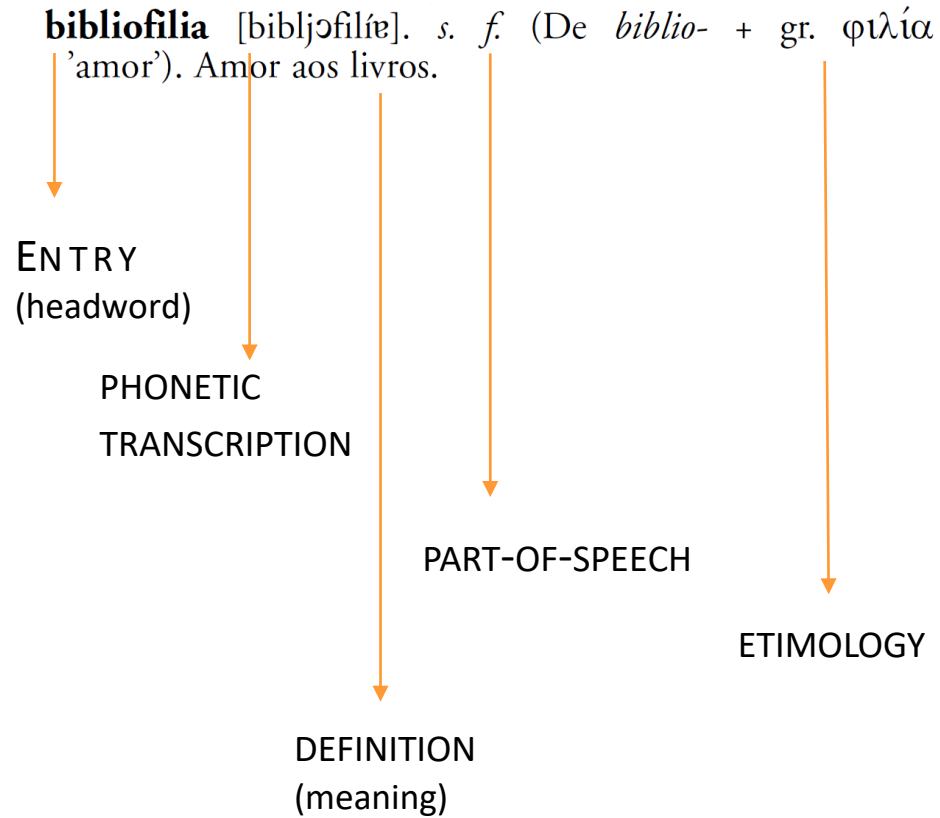 bibliofilia [bibljɔfilíɐ]. s. f. (De biblio- + gr. φιλία
’amor’). Amor aos livros.
ENTRY
(headword)
PHONETIC
TRANSCRIPTION
PART-OF-SPEECH
ETIMOLOGY
DEFINITION
(meaning)